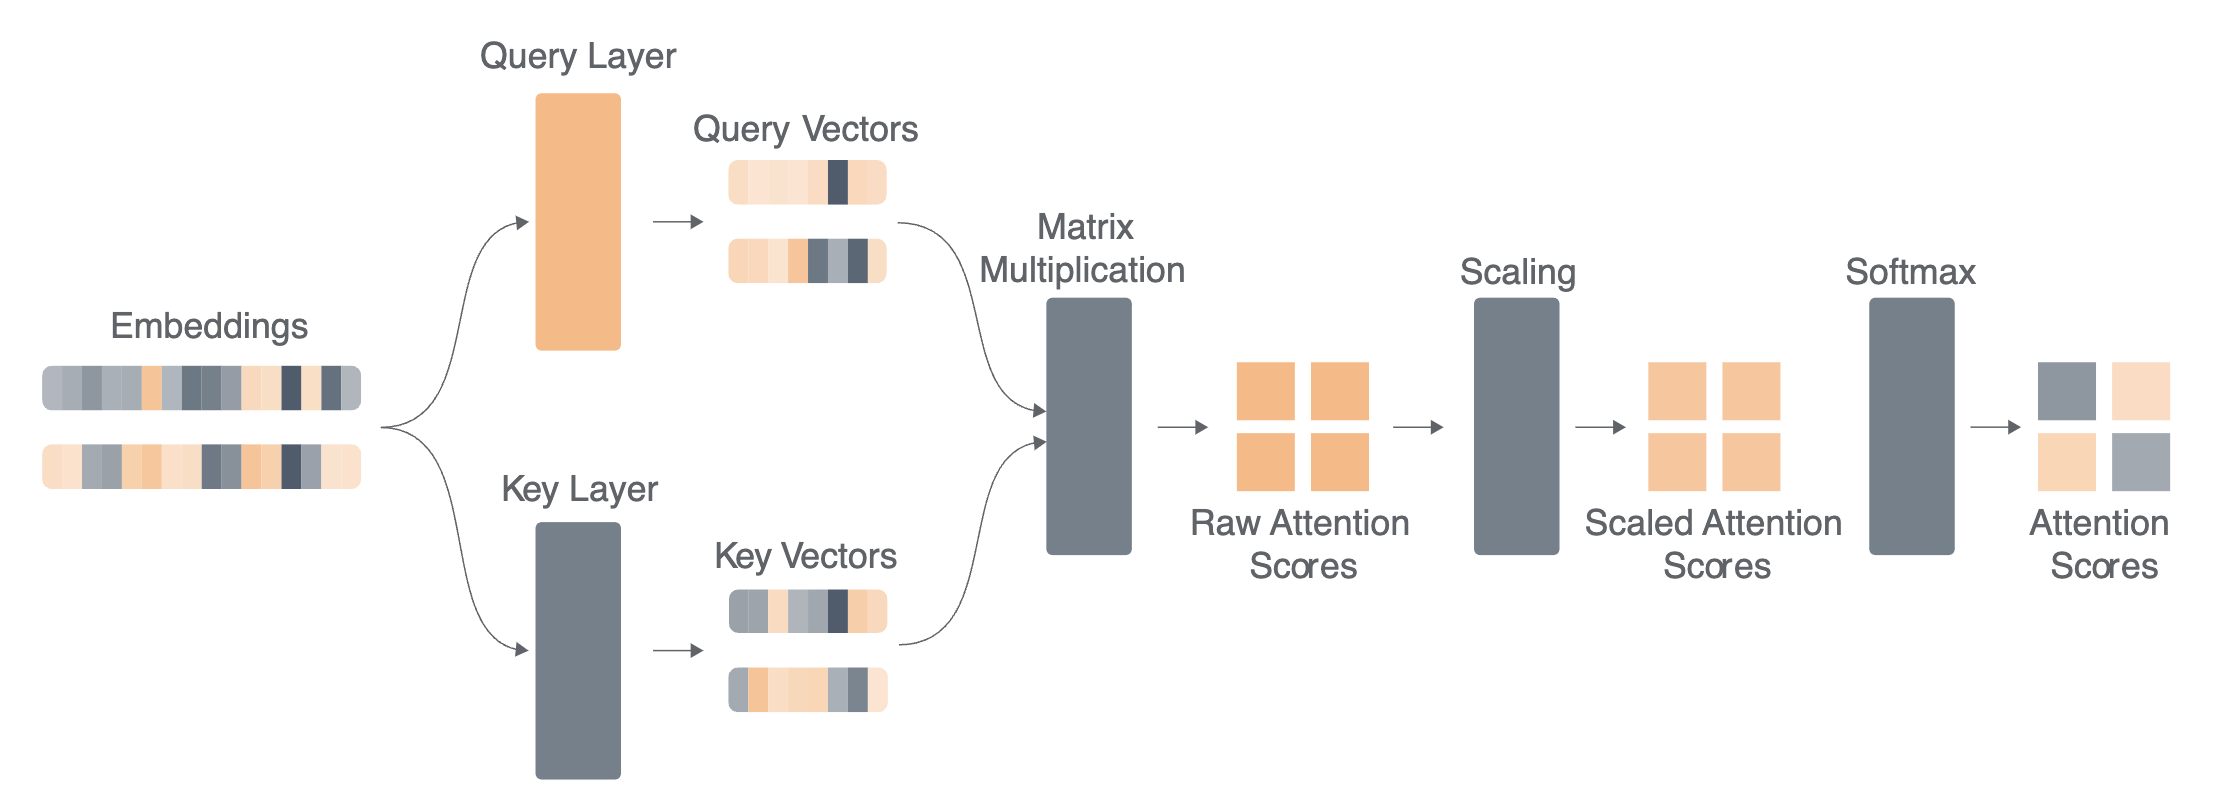 Query Layer
Query Vectors
Embeddings
Key Layer
Key Vectors
Matrix
Multiplication
Raw Attention
Scores
Scaling
Scaled Attention
Scores
Softmax
Attention
Scores